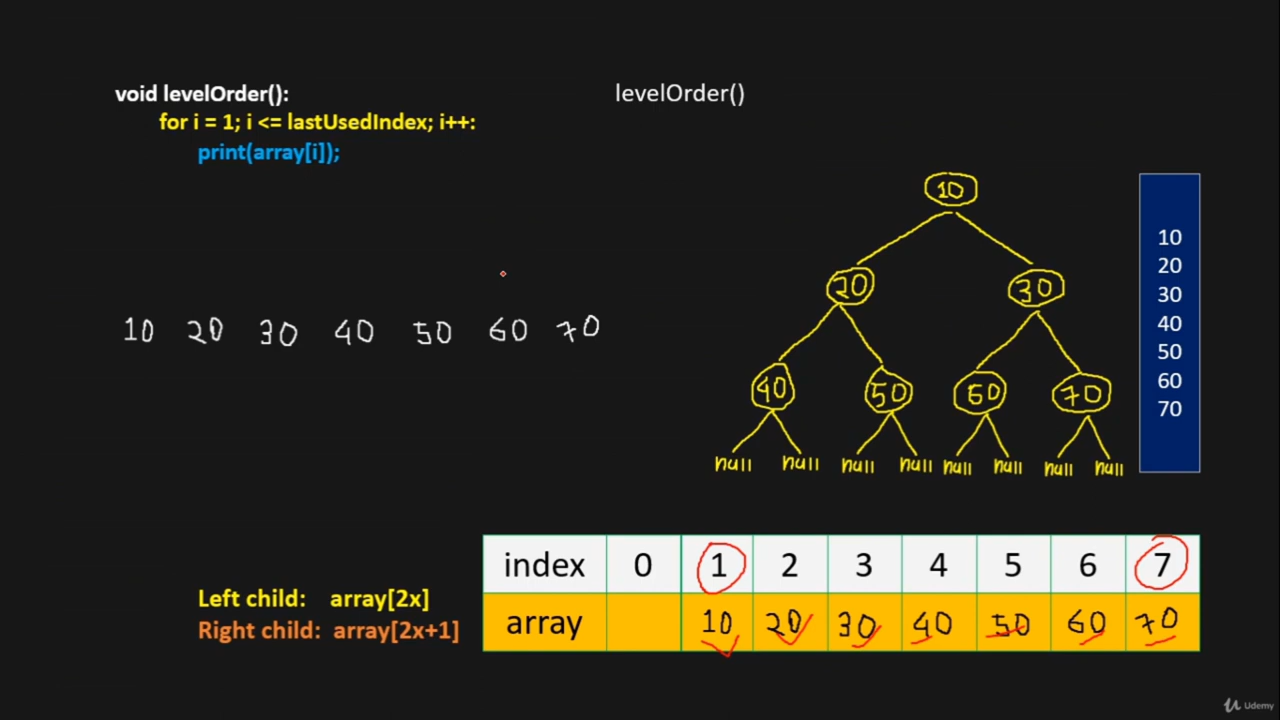 void levelOrder():
for i = 1; i <= lastUsedIndex; i++:
print(array[i]);
levelOrder()
10 20 30 40 50 60 70
10
20 30
40 50 60 70
null null null null null null null null
10
20
30
40
50
60
70
Left child: array[2x]
Right child: array[2x+1]
index 0 1 2 3 4 5 6 7
array 10 20 30 40 50 60 70
Udemy